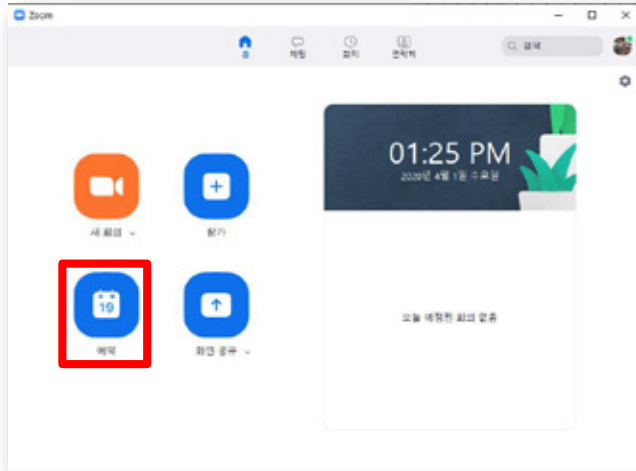 Zoom
홈
채팅
회의
연락처
검색
01:25 PM
2020년 4월 1일 수요일
새 회의
참가
19
예약
화면 공유
오늘 예정된 회의 없음